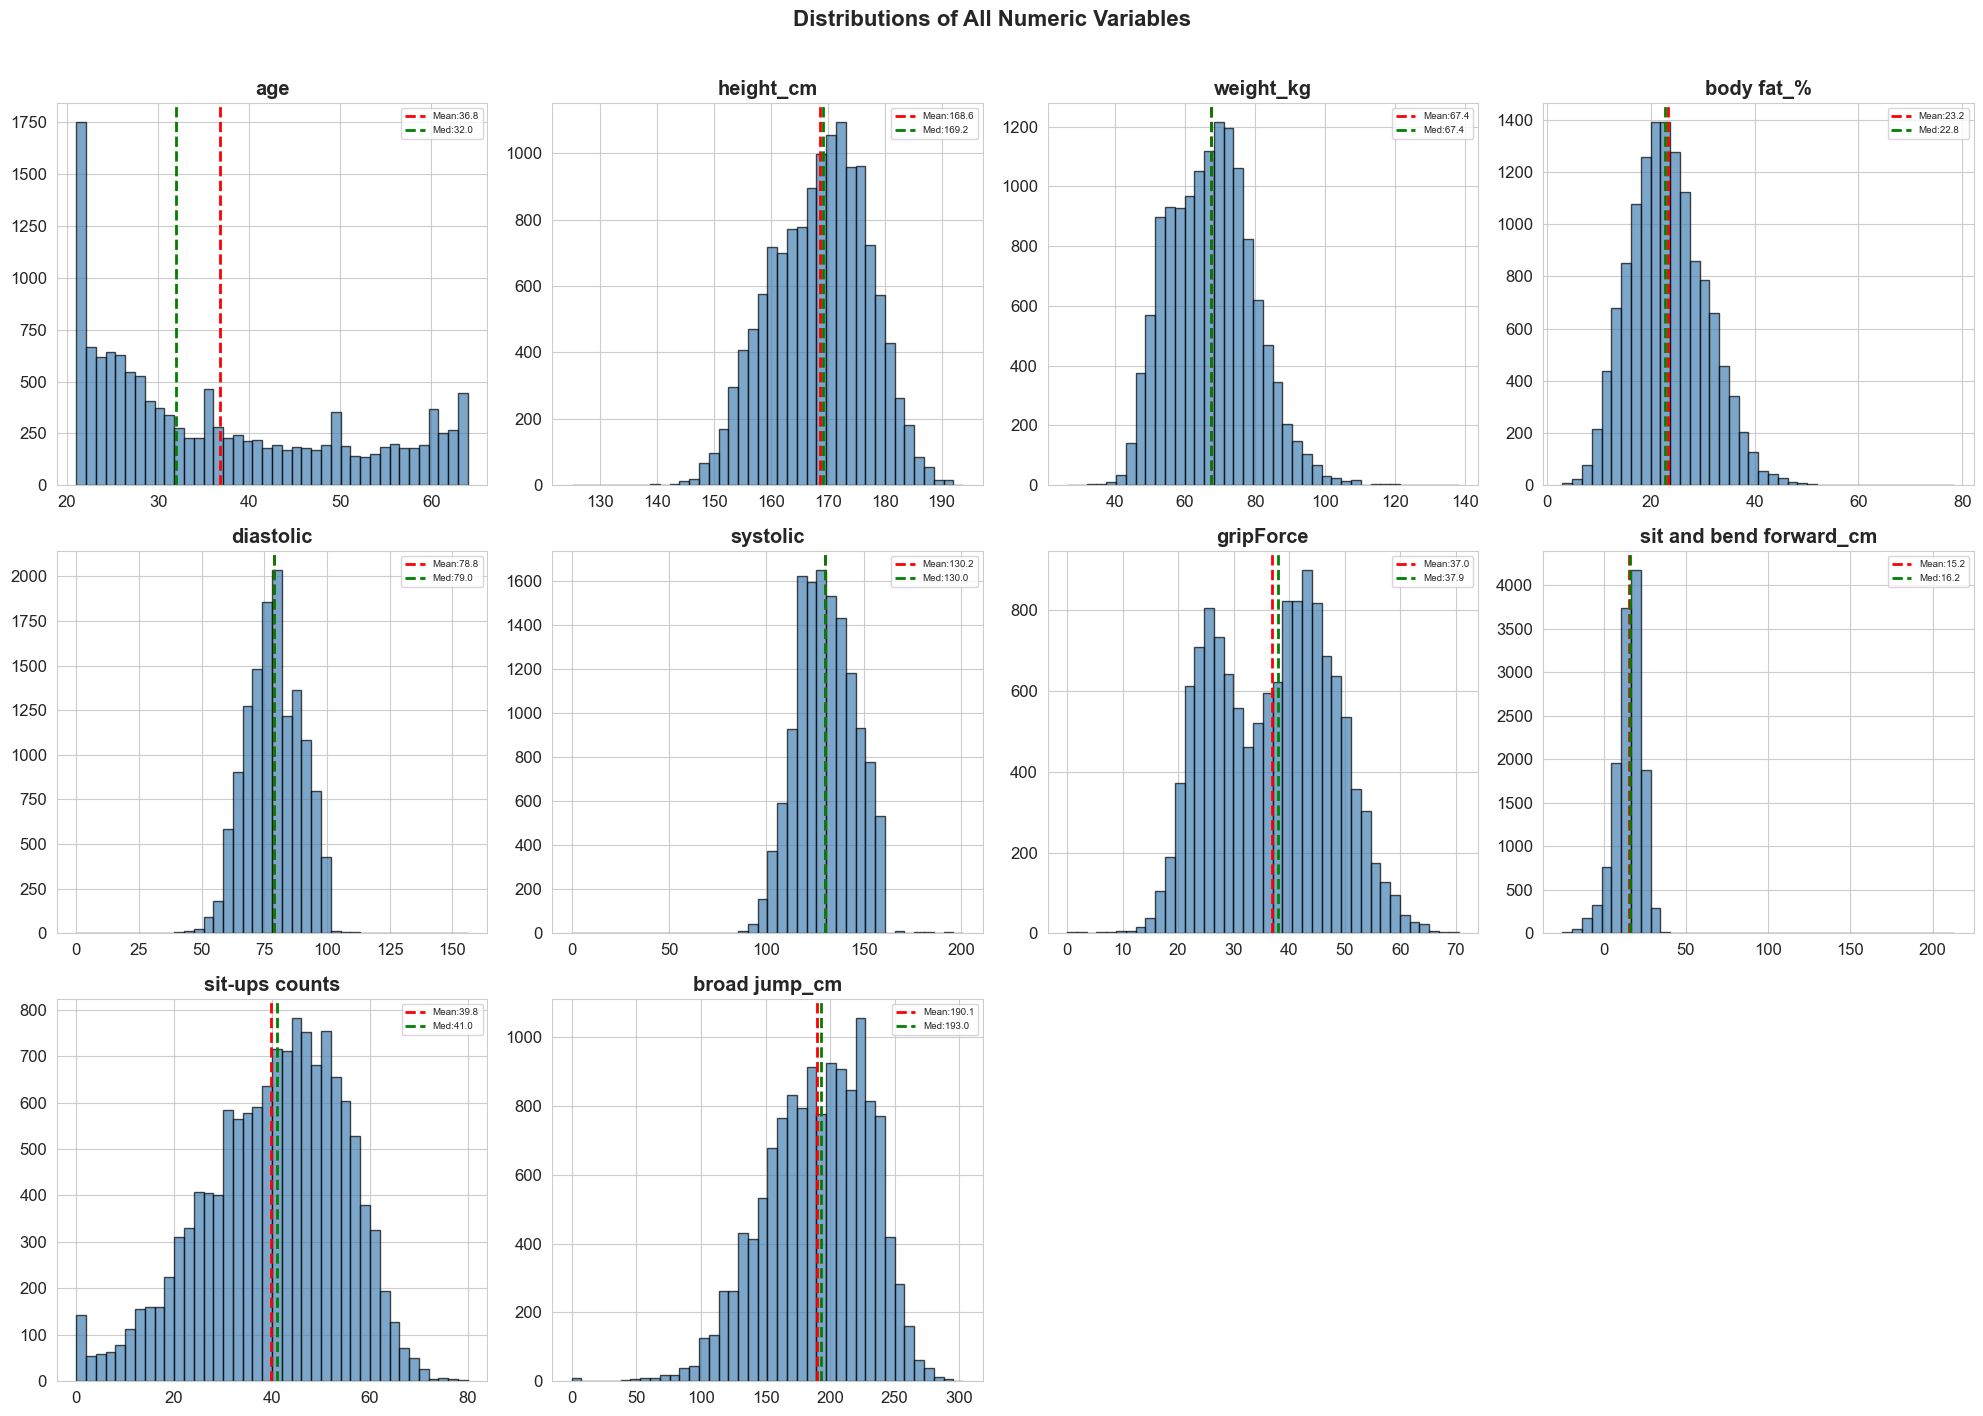 Distributions of All Numeric Variables
age
Mean:36.8
Med:32.0
1750
1500
1250
1000
750
500
250
0
20 30 40 50 60
height_cm
Mean:168.6
Med:169.2
1000
800
600
400
200
0
130 140 150 160 170 180 190
weight_kg
Mean:67.4
Med:67.4
1200
1000
800
600
400
200
0
40 60 80 100 120 140
body fat_%
Mean:23.2
Med:22.8
1400
1200
1000
800
600
400
200
0
0 20 40 60 80
diastolic
Mean:78.8
Med:79.0
2000
1750
1500
1250
1000
750
500
250
0
0 25 50 75 100 125 150
systolic
Mean:130.2
Med:130.0
1600
1400
1200
1000
800
600
400
200
0
0 50 100 150 200
gripForce
Mean:37.0
Med:37.9
800
600
400
200
0
0 10 20 30 40 50 60 70
sit and bend forward_cm
Mean:15.2
Med:16.2
4000
3500
3000
2500
2000
1500
1000
500
0
0 50 100 150 200
sit-ups counts
Mean:39.8
Med:41.0
800
700
600
500
400
300
200
100
0
0 20 40 60 80
broad jump_cm
Mean:190.1
Med:193.0
1000
800
600
400
200
0
0 50 100 150 200 250 300